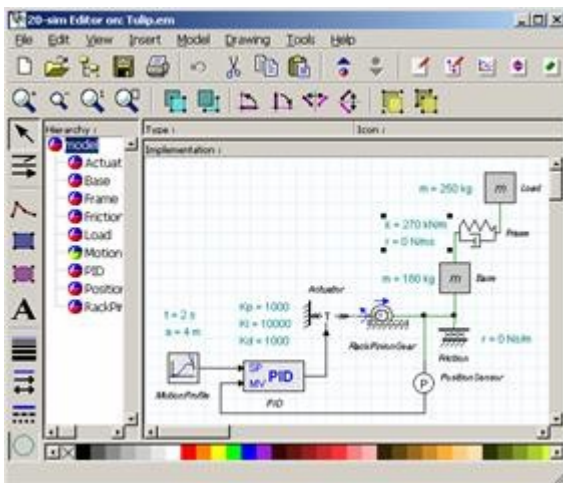 20-sim Editor on: Tulip.em
File Edit View Insert Model Drawing Tools Help
Hierarchy :
Type :
Icon :
model
Implementation :
Actuat
Base
Frame
Friction
Load
Motion
PID
Position
RackPin
m = 250 kg
m
Load
k = 270 kN/m
r = 0 N/ms
Frame
m = 180 kg
m
Base
Actuator
t = 2 s
a = 4 m
Kp = 1000
Ki = 10000
Kd = 1000
T
RackPinionGear
r = 0 Ns/m
Friction
SP
MV
PID
P
PositionSensor
MotionProfile
PID
A